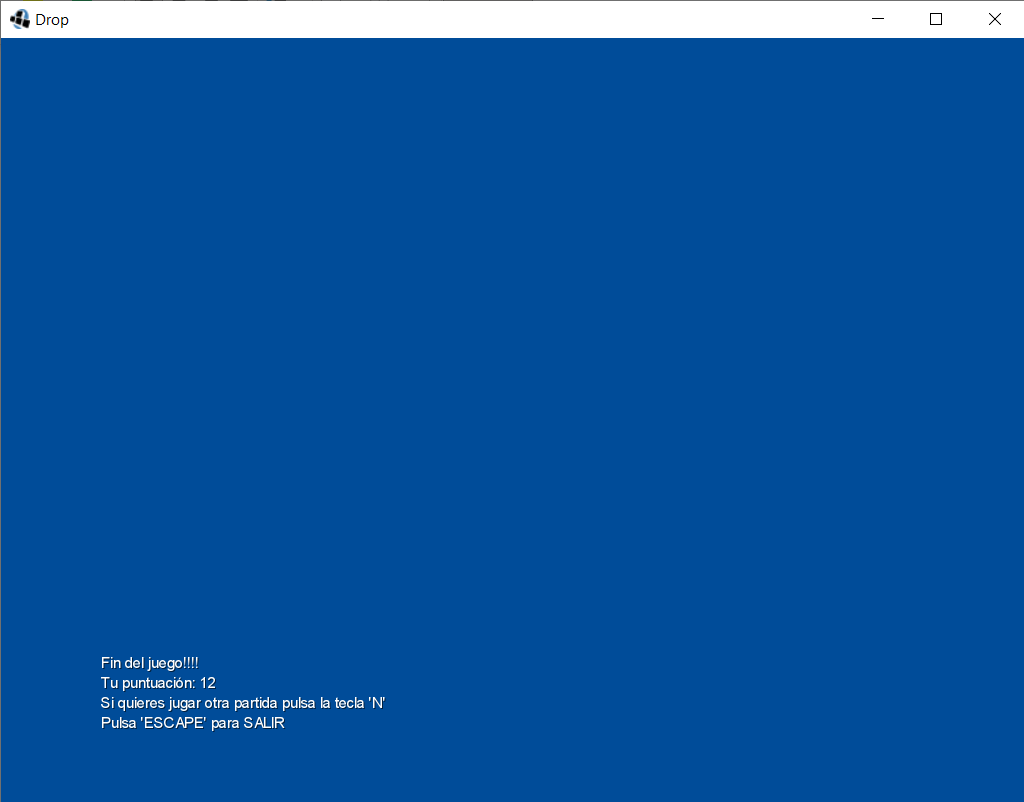 Drop
Fin del juego!!!!
Tu puntuación: 12
Si quieres jugar otra partida pulsa la tecla 'N'
Pulsa 'ESCAPE' para SALIR